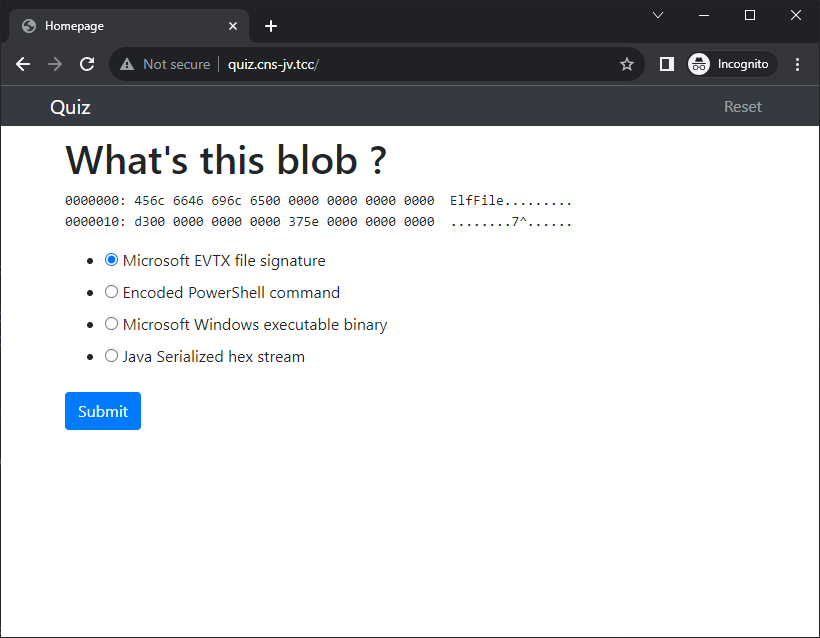 Homepage
Not secure quiz.cns-jv.tcc/ Incognito
Quiz Reset
What's this blob ?
0000000: 456c 6646 696c 6500 0000 0000 0000 0000 ElfFile.........
0000010: d300 0000 0000 0000 375e 0000 0000 0000 ........7^......
Microsoft EVTX file signature
Encoded PowerShell command
Microsoft Windows executable binary
Java Serialized hex stream
Submit